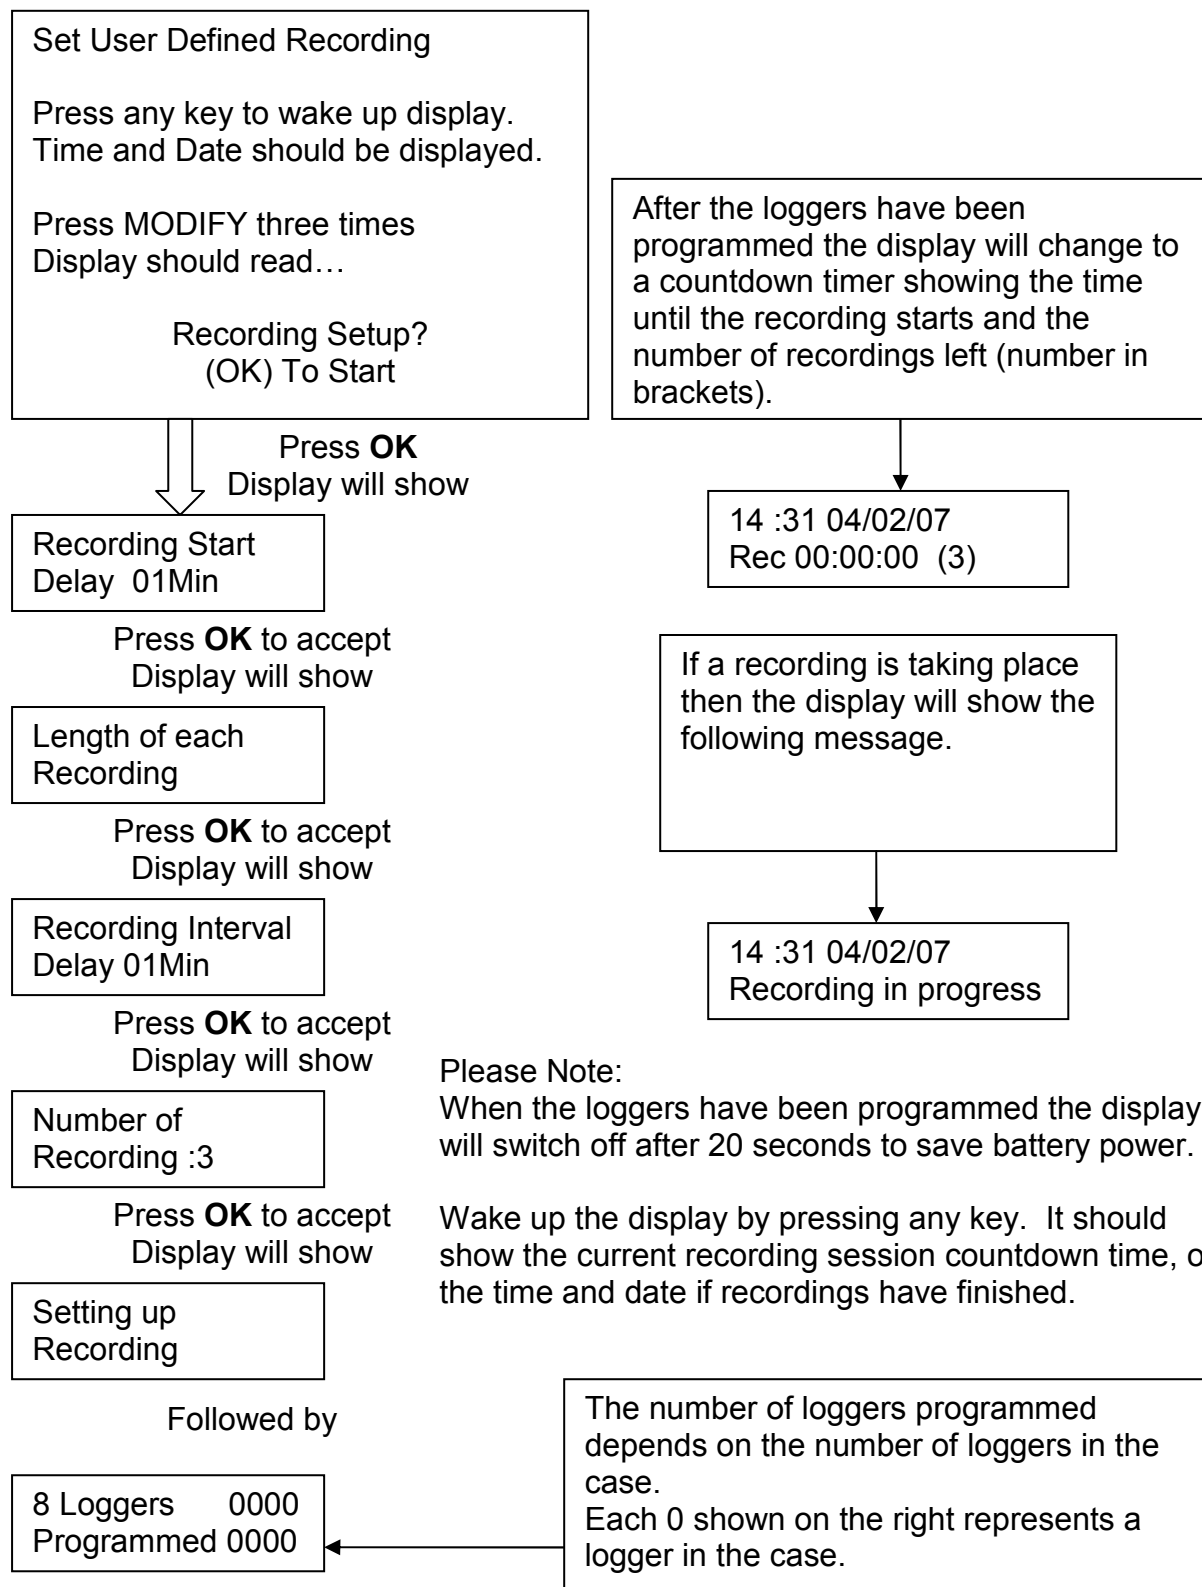 Set User Defined Recording
Press any key to wake up display.
Time and Date should be displayed.
Press MODIFY three times
Display should read…
Recording Setup?
(OK) To Start
Press OK
Display will show
Recording Start
Delay  01Min
Press OK to accept
Display will show
Length of each
Recording
Press OK to accept
Display will show
Recording Interval
Delay 01Min
Press OK to accept
Display will show
Number of
Recording :3
Press OK to accept
Display will show
Setting up
Recording
Followed by
8 Loggers      0000
Programmed 0000
After the loggers have been
programmed the display will change to
a countdown timer showing the time
until the recording starts and the
number of recordings left (number in
brackets).
14 :31 04/02/07
Rec 00:00:00  (3)
If a recording is taking place
then the display will show the
following message.
14 :31 04/02/07
Recording in progress
Please Note:
When the loggers have been programmed the display
will switch off after 20 seconds to save battery power.
Wake up the display by pressing any key.  It should
show the current recording session countdown time,
the time and date if recordings have finished.
The number of loggers programmed
depends on the number of loggers in the
case.
Each 0 shown on the right represents a
logger in the case.